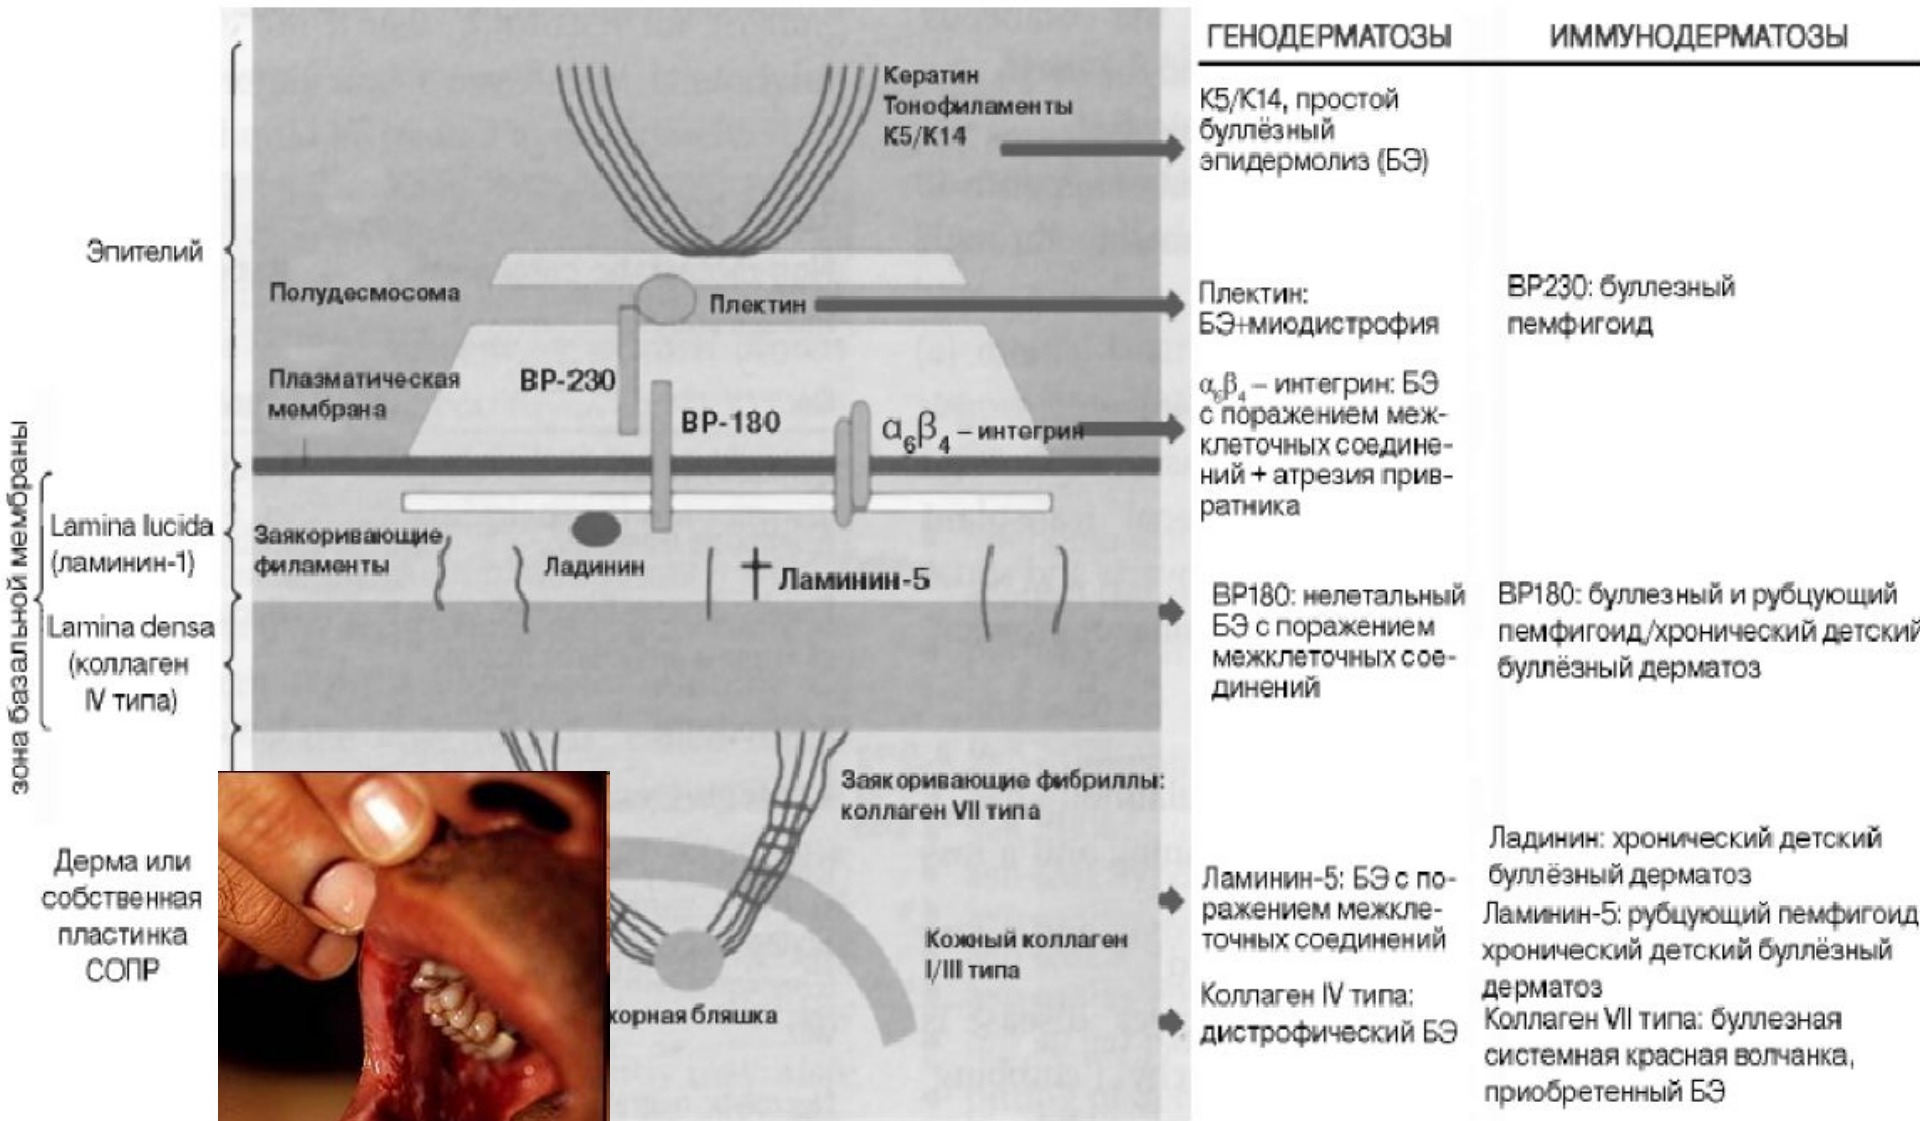 ГЕНОДЕРМАТОЗЫ
ИММУНОДЕРМАТОЗЫ
Кератин
Тонофиламенты
К5/К14
К5/К14, простой
буллёзный
эпидермолиз (БЭ)
Эпителий
Полудесмосома
Плектин
Плектин:
БЭ+миодистрофия
BP230: буллезный
пемфигоид
Плазматическая
мембрана
BP-230
BP-180
α₆β₄ – интегрин
α₆β₄ – интегрин: БЭ
с поражением меж-
клеточных соедине-
ний + атрезия прив-
ратника
зона базальной мембраны
Lamina lucida
(ламинин-1)
Заякоривающие
филаменты
Ладинин
Ламинин-5
Lamina densa
(коллаген
IV типа)
BP180: нелетальный
БЭ с поражением
межклеточных сое-
динений
BP180: буллезный и рубцующий
пемфигоид/хронический детский
буллёзный дерматоз
Заякоривающие фибриллы:
коллаген VII типа
Дерма или
собственная
пластинка
СОПР
Кожный коллаген
I/III типа
корная бляшка
Ламинин-5: БЭ с по-
ражением межкле-
точных соединений
Коллаген IV типа:
дистрофический БЭ
Ладинин: хронический детский
буллёзный дерматоз
Ламинин-5: рубцующий пемфигоид
хронический детский буллёзный
дерматоз
Коллаген VII типа: буллезная
системная красная волчанка,
приобретенный БЭ